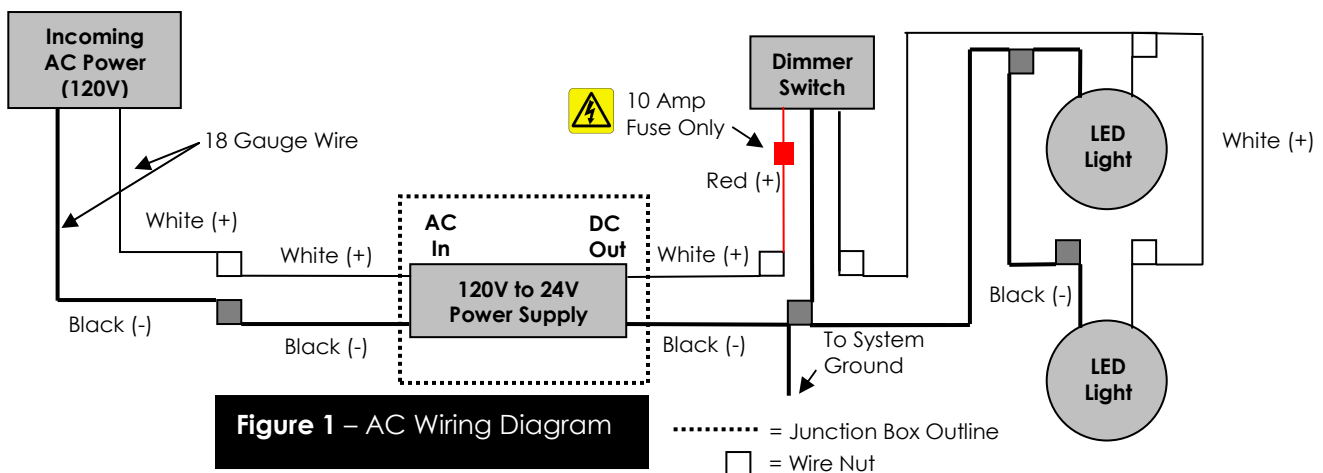 Incoming
AC Power
(120V)
Dimmer
Switch
10 Amp
Fuse Only
LED
Light
White (+)
18 Gauge Wire
Red (+)
White (+)
AC
In
DC
Out
White (+)
White (+)
120V to 24V
Power Supply
Black (-)
Black (-)
Black (-)
Black (-)
To System
Ground
LED
Light
Figure 1 – AC Wiring Diagram
= Junction Box Outline
= Wire Nut